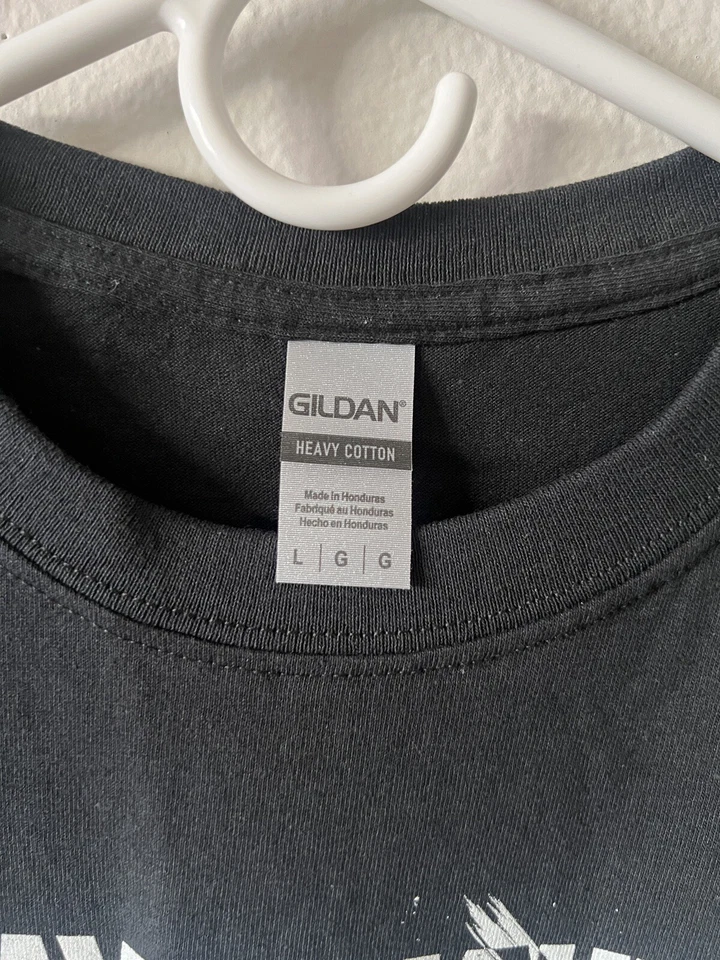 GILDAN®
HEAVY COTTON
Made in Honduras
Fabriqué au Honduras
Hecho en Honduras
L | G | G